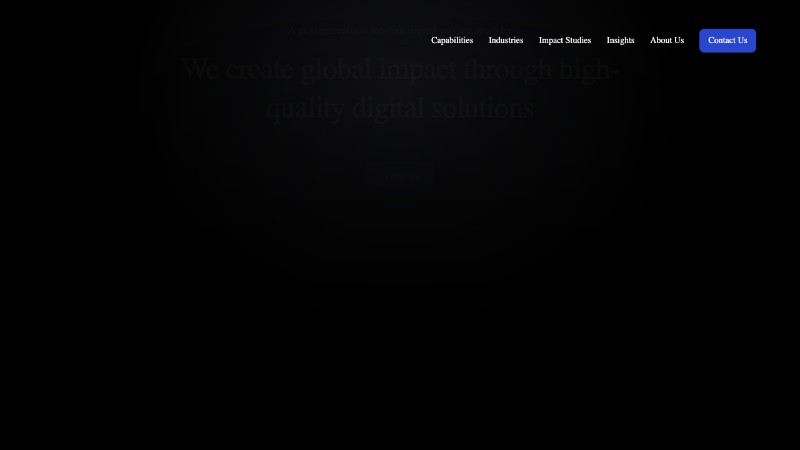 Capabilities Industries Impact Studies Insights About Us Contact Us
We create global impact through high-
quality digital solutions